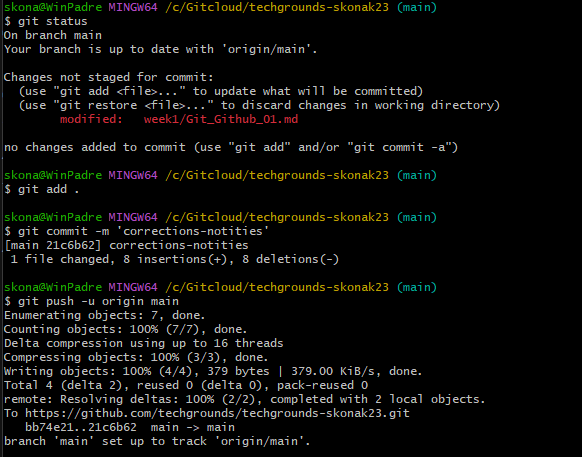 skona@WinPadre MINGW64 /c/Gitcloud/techgrounds-skonak23 (main)
$ git status
On branch main
Your branch is up to date with 'origin/main'.

Changes not staged for commit:
  (use "git add <file>..." to update what will be committed)
  (use "git restore <file>..." to discard changes in working directory)
        modified:   week1/Git_Github_01.md

no changes added to commit (use "git add" and/or "git commit -a")

skona@WinPadre MINGW64 /c/Gitcloud/techgrounds-skonak23 (main)
$ git add .

skona@WinPadre MINGW64 /c/Gitcloud/techgrounds-skonak23 (main)
$ git commit -m 'corrections-notities'
[main 21c6b62] corrections-notities
 1 file changed, 8 insertions(+), 8 deletions(-)

skona@WinPadre MINGW64 /c/Gitcloud/techgrounds-skonak23 (main)
$ git push -u origin main
Enumerating objects: 7, done.
Counting objects: 100% (7/7), done.
Delta compression using up to 16 threads
Compressing objects: 100% (3/3), done.
Writing objects: 100% (4/4), 379 bytes | 379.00 KiB/s, done.
Total 4 (delta 2), reused 0 (delta 0), pack-reused 0
remote: Resolving deltas: 100% (2/2), completed with 2 local objects.
To https://github.com/techgrounds/techgrounds-skonak23.git
   bb74e21..21c6b62  main -> main
branch 'main' set up to track 'origin/main'.